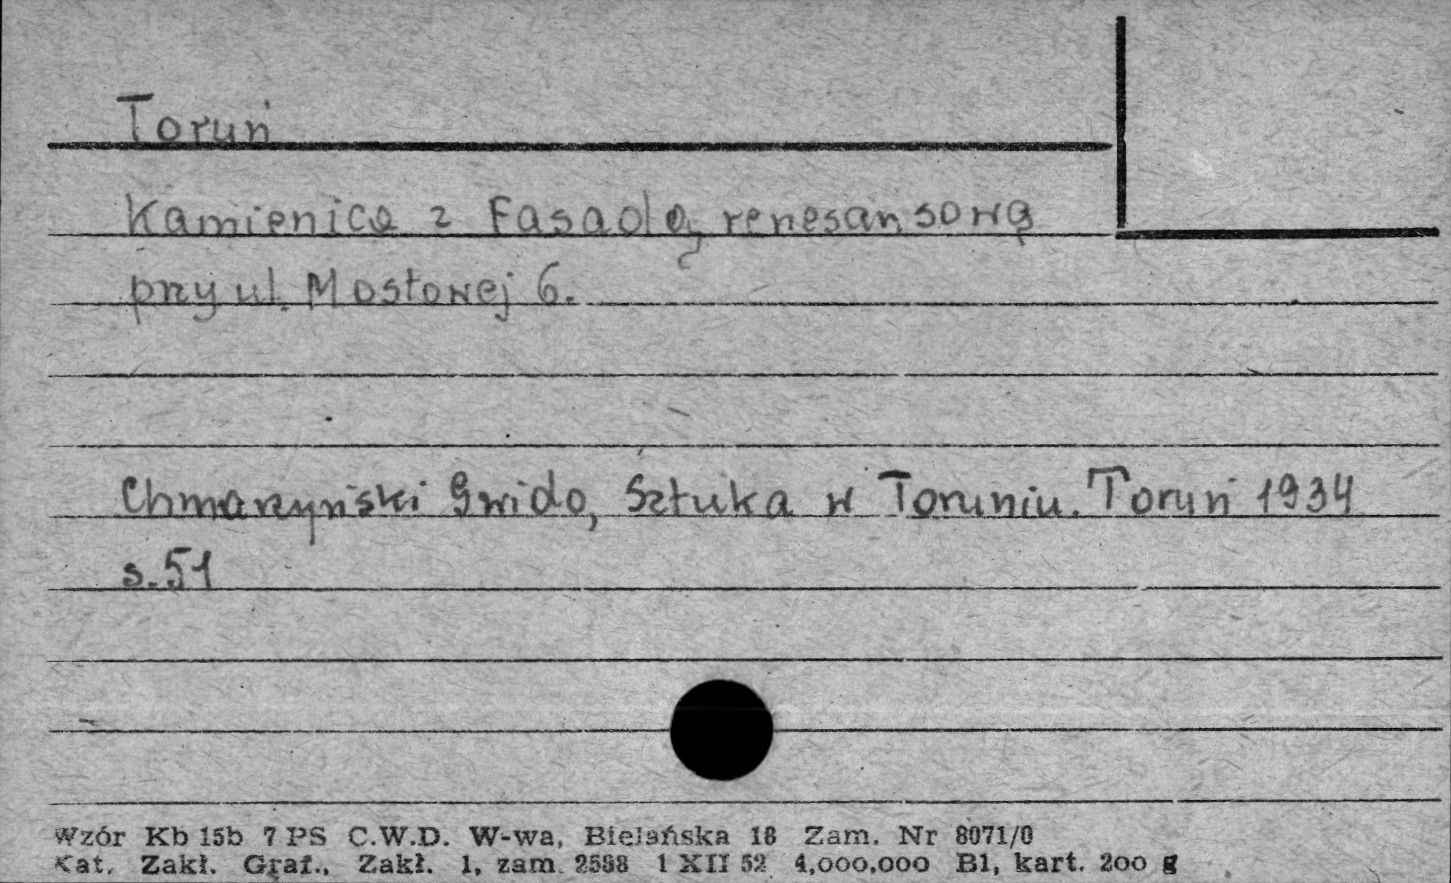 Toruń
Kamienica z fasadą renesansową
przy ul. Mostowej 6.
Chmarzyński Gwido, Sztuka w Toruniu. Toruń 1934
s. 51
Wzór Kb 15b 7 PS C.W.D. W-wa, Bielańska 18 Zam. Nr 8071/0
Kat. Zakł. Graf., Zakł. 1, zam. 2588 1 XII 52 4,000,000 B1, kart. 200 g